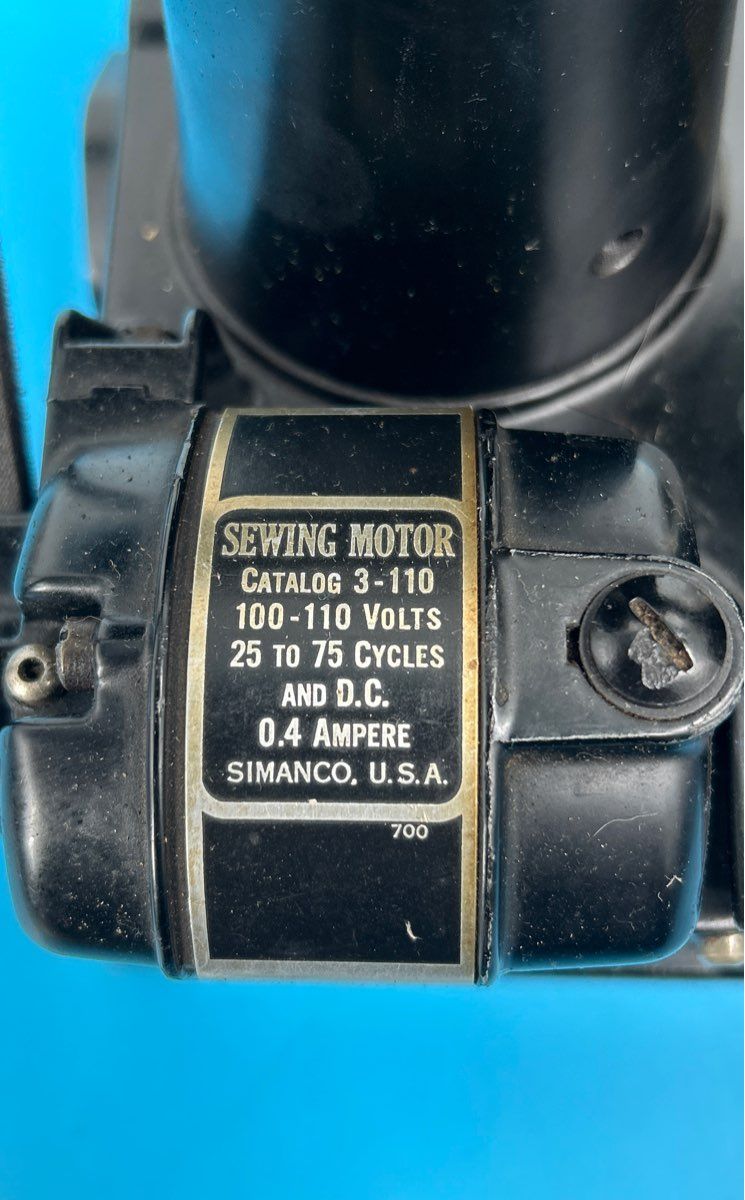 SEWING MOTOR
CATALOG 3-110
100-110 VOLTS
25 TO 75 CYCLES
AND D.C.
0.4 AMPERE
SIMANCO. U.S.A.
700